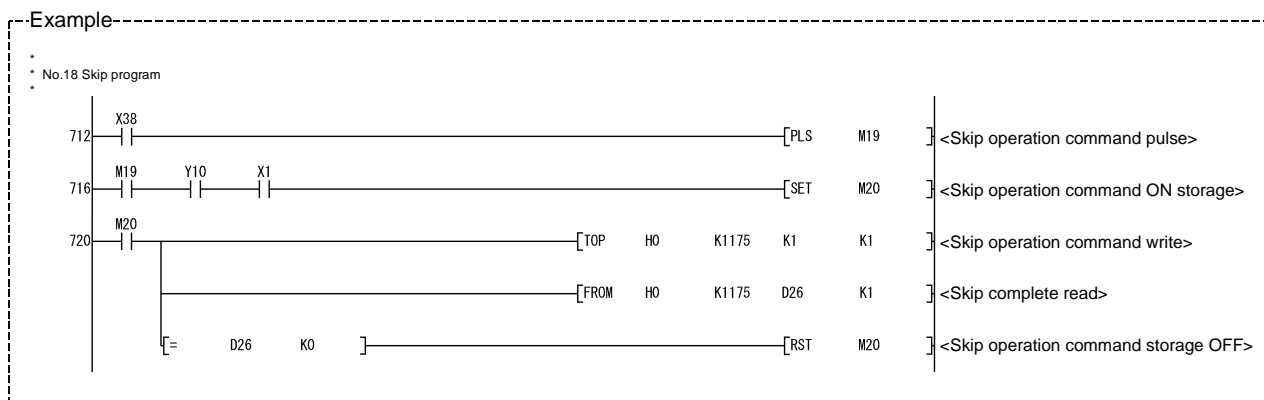 Example
*
* No.18 Skip program
*
X38
712 [PLS M19] <Skip operation command pulse>
M19 Y10 X1
716 [SET M20] <Skip operation command ON storage>
M20
720 [TOP H0 K1175 K1 K1] <Skip operation command write>
[FROM H0 K1175 D26 K1] <Skip complete read>
[= D26 K0] [RST M20] <Skip operation command storage OFF>